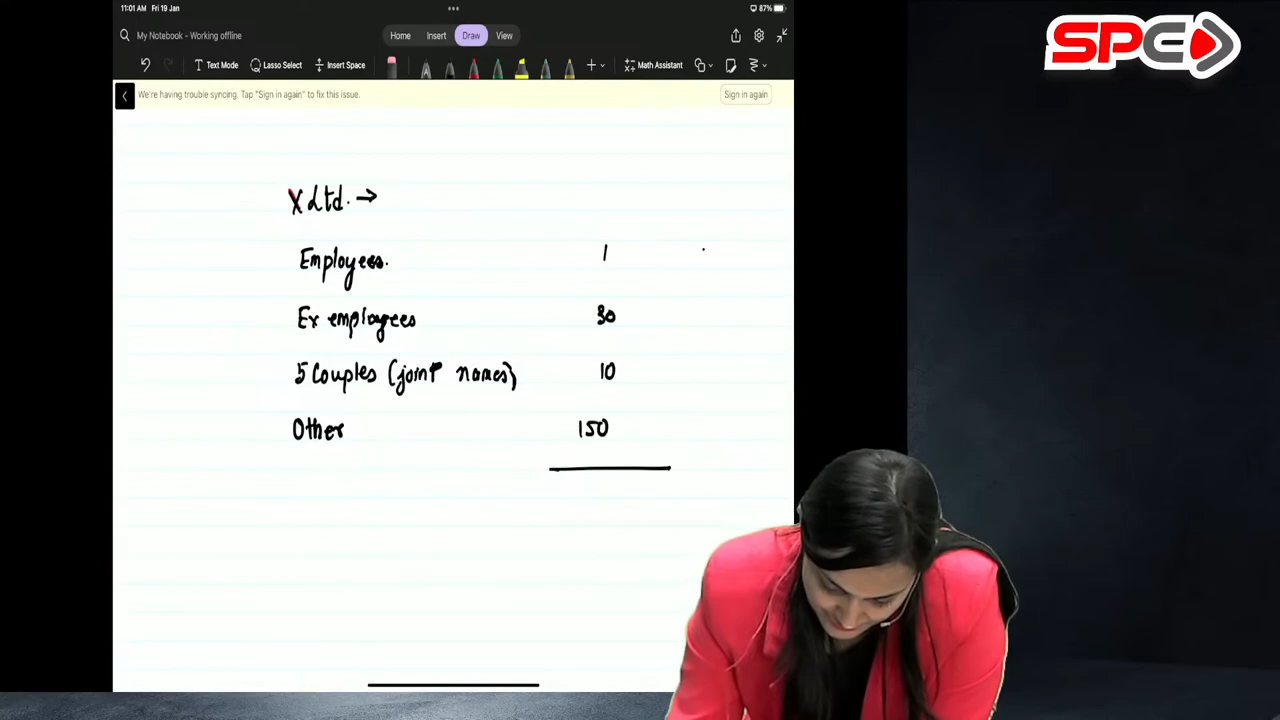 11:01 AM Fri 19 Jan
87%
My Notebook - Working offline
Home Insert Draw View
Text Mode Lasso Select Insert Space Math Assistant
We're having trouble syncing. Tap "Sign in again" to fix this issue.
Sign in again
SPC
X Ltd. →
Employees. 1
Ex employees 30
5 Couples (joint names) 10
Other 150